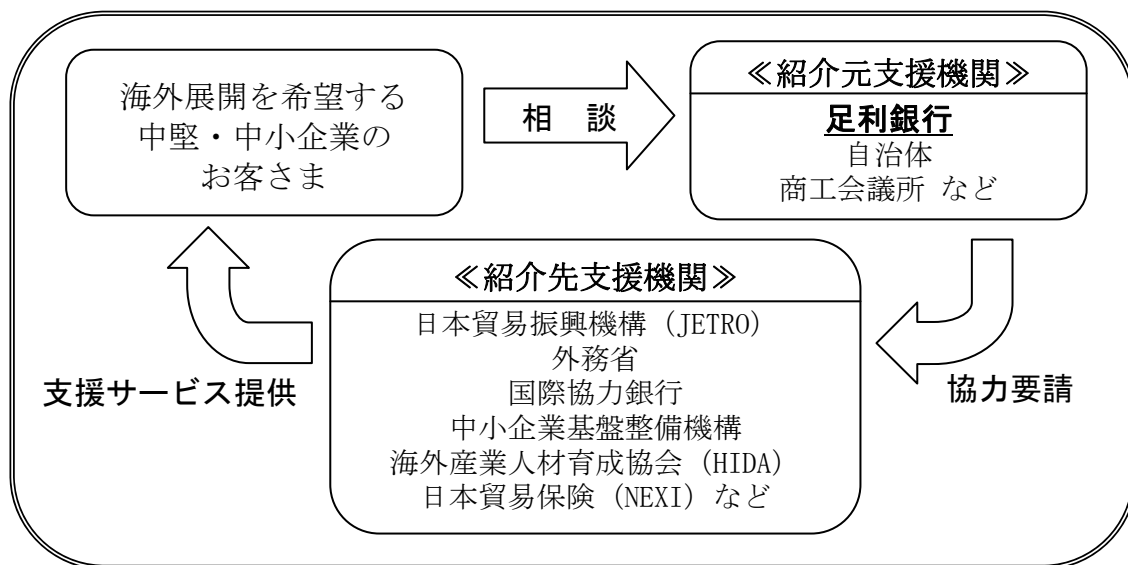 海外展開を希望する
中堅・中小企業の
お客さま
相 談
≪紹介元支援機関≫
足利銀行
自治体
商工会議所 など
協力要請
≪紹介先支援機関≫
日本貿易振興機構 (JETRO)
外務省
国際協力銀行
中小企業基盤整備機構
海外産業人材育成協会 (HIDA)
日本貿易保険 (NEXI) など
支援サービス提供